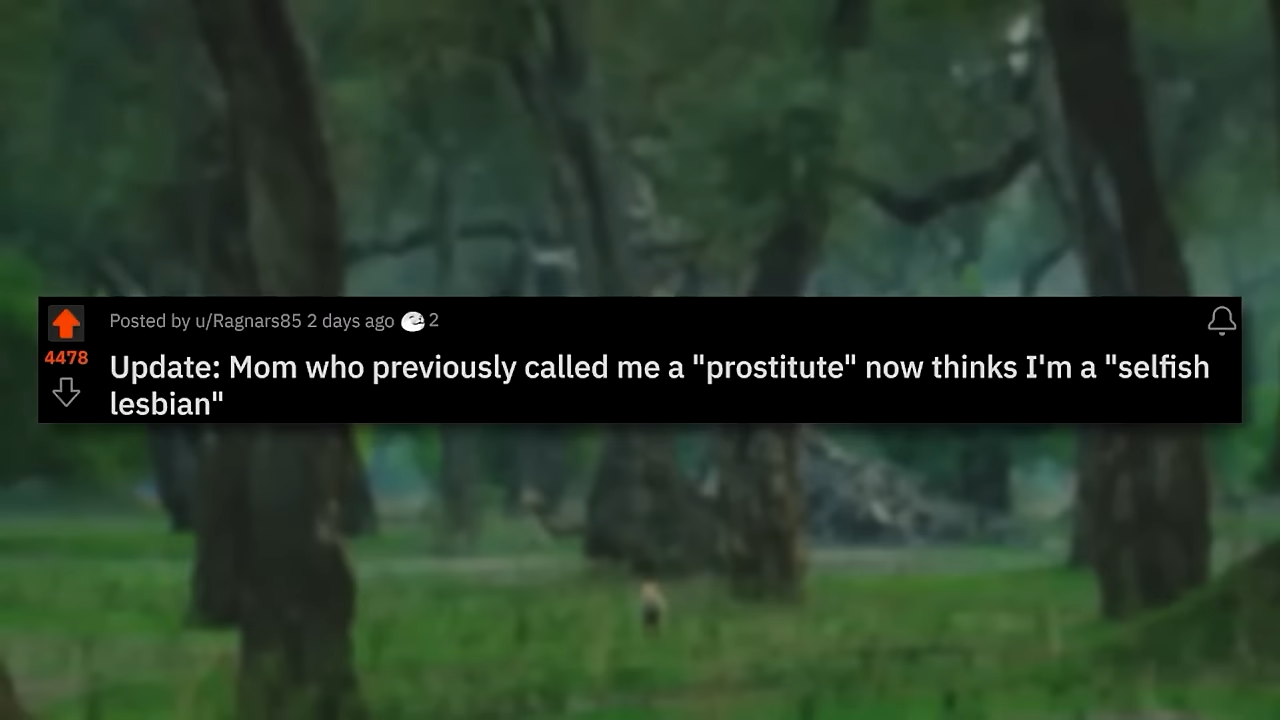 Posted by u/Ragnars85 2 days ago 2
4478
Update: Mom who previously called me a "prostitute" now thinks I'm a "selfish
lesbian"